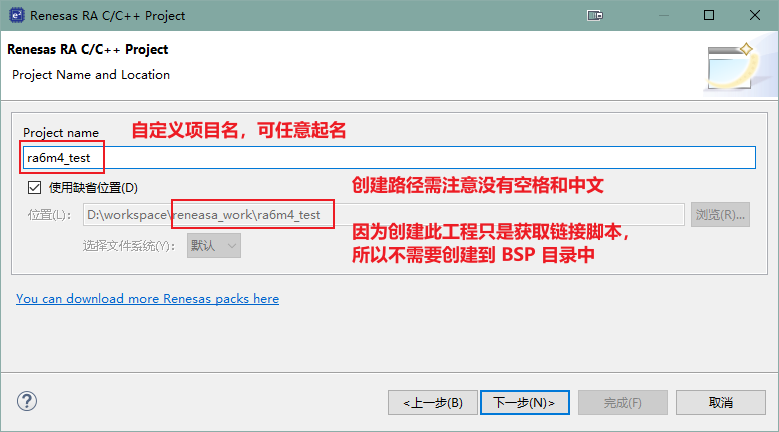 Renesas RA C/C++ Project
Renesas RA C/C++ Project
Project Name and Location
Project name
自定义项目名，可任意起名
ra6m4_test
使用缺省位置(D)
创建路径需注意没有空格和中文
位置(L)：
D:\workspace\reneasa_work\ra6m4_test
浏览(R)...
因为创建此工程只是获取链接脚本，
所以不需要创建到 BSP 目录中
选择文件系统(Y)：
默认
You can download more Renesas packs here
<上一步(B)
下一步(N)>
完成(F)
取消